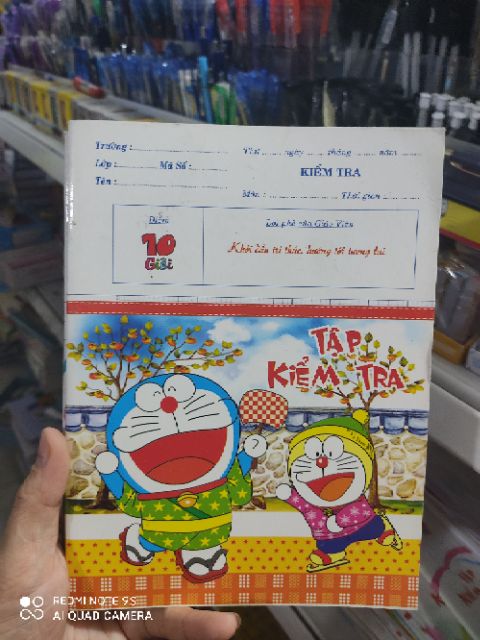 Trường : Thứ ngày tháng năm
Lớp : Mã Số : KIỂM TRA
Tên : Môn : Thời gian :
Điểm Lời phê của Giáo Viên
10
Giỏi
Khởi đầu tri thức, hướng tới tương lai
TẬP
KIỂM TRA
REDMI NOTE 9S
AI QUAD CAMERA